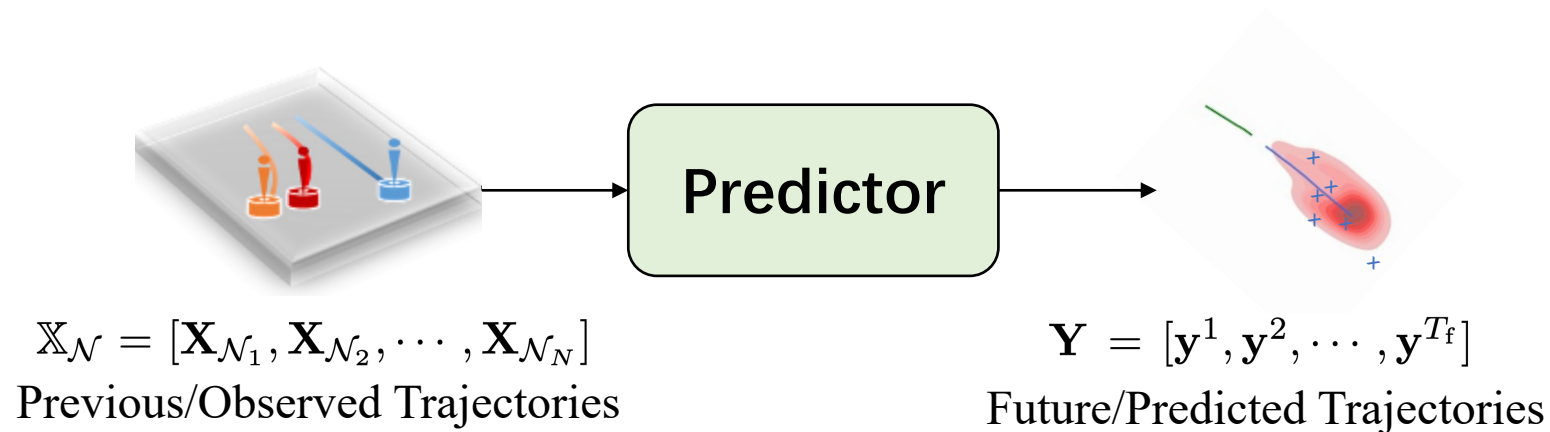 Predictor
𝕏_𝒩 = [𝐗_𝒩₁, 𝐗_𝒩₂, ⋯ , 𝐗_𝒩_N]
𝐘 = [𝐲¹, 𝐲², ⋯ , 𝐲^{T_f}]
Previous/Observed Trajectories
Future/Predicted Trajectories